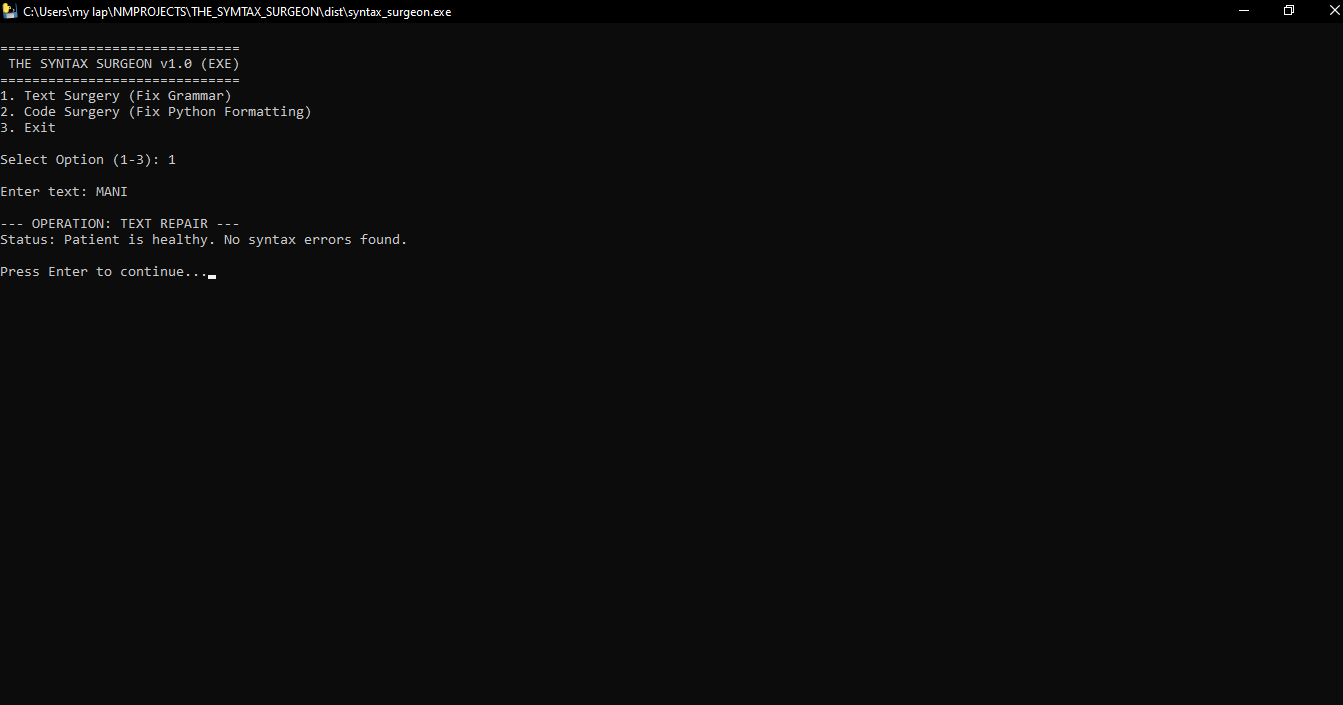 C:\Users\my lap\NMPROJECTS\THE_SYMTAX_SURGEON\dist\syntax_surgeon.exe
==============================
THE SYNTAX SURGEON v1.0 (EXE)
==============================
1. Text Surgery (Fix Grammar)
2. Code Surgery (Fix Python Formatting)
3. Exit
Select Option (1-3): 1
Enter text: MANI
--- OPERATION: TEXT REPAIR ---
Status: Patient is healthy. No syntax errors found.
Press Enter to continue...